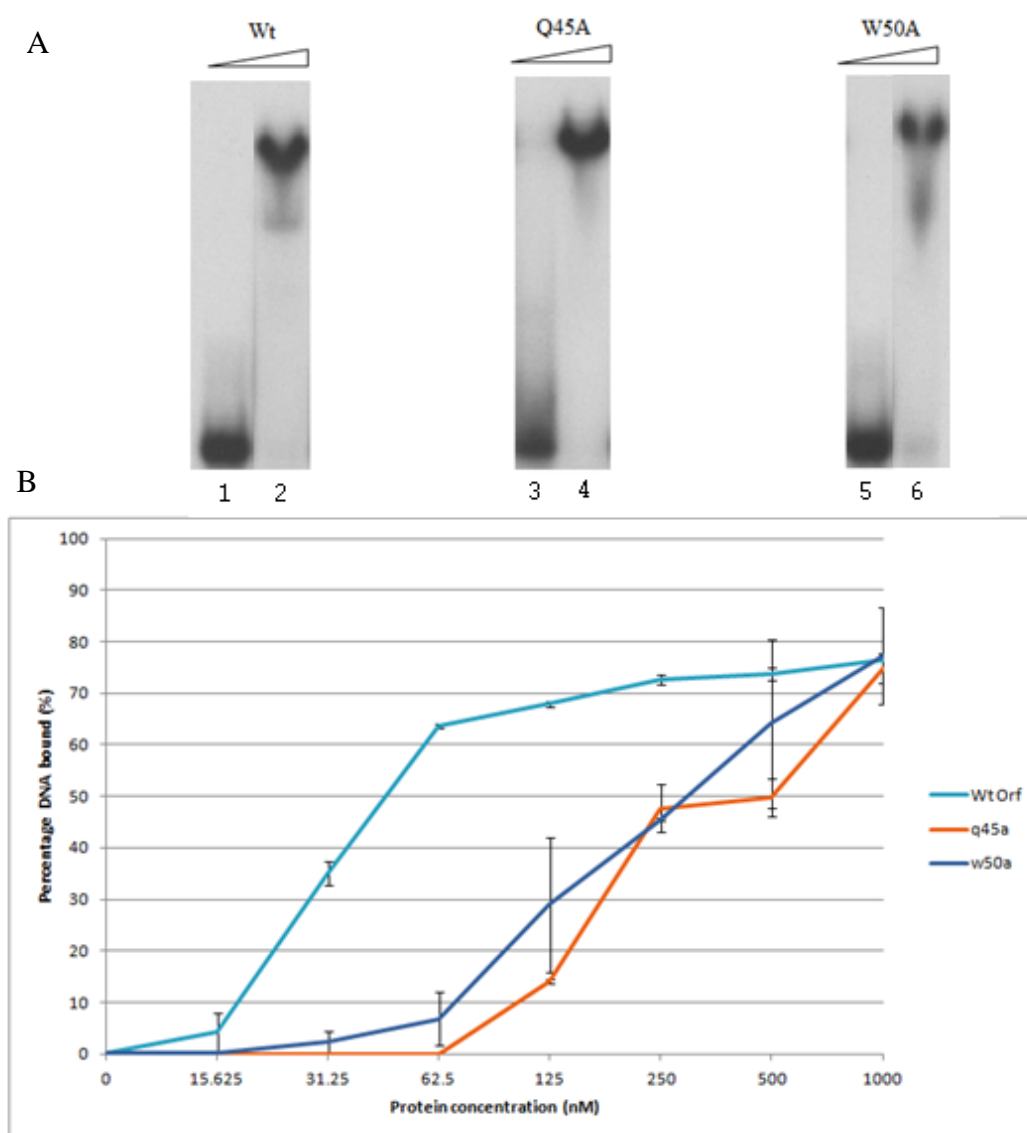 A
Wt
Q45A
W50A
1 2
3 4
5 6
B
100
90
80
70
60
50
40
30
20
10
0
Percentage DNA bound (%)
0 15.625 31.25 62.5 125 250 500 1000
Protein concentration (nM)
Wt Orf
q45a
w50a